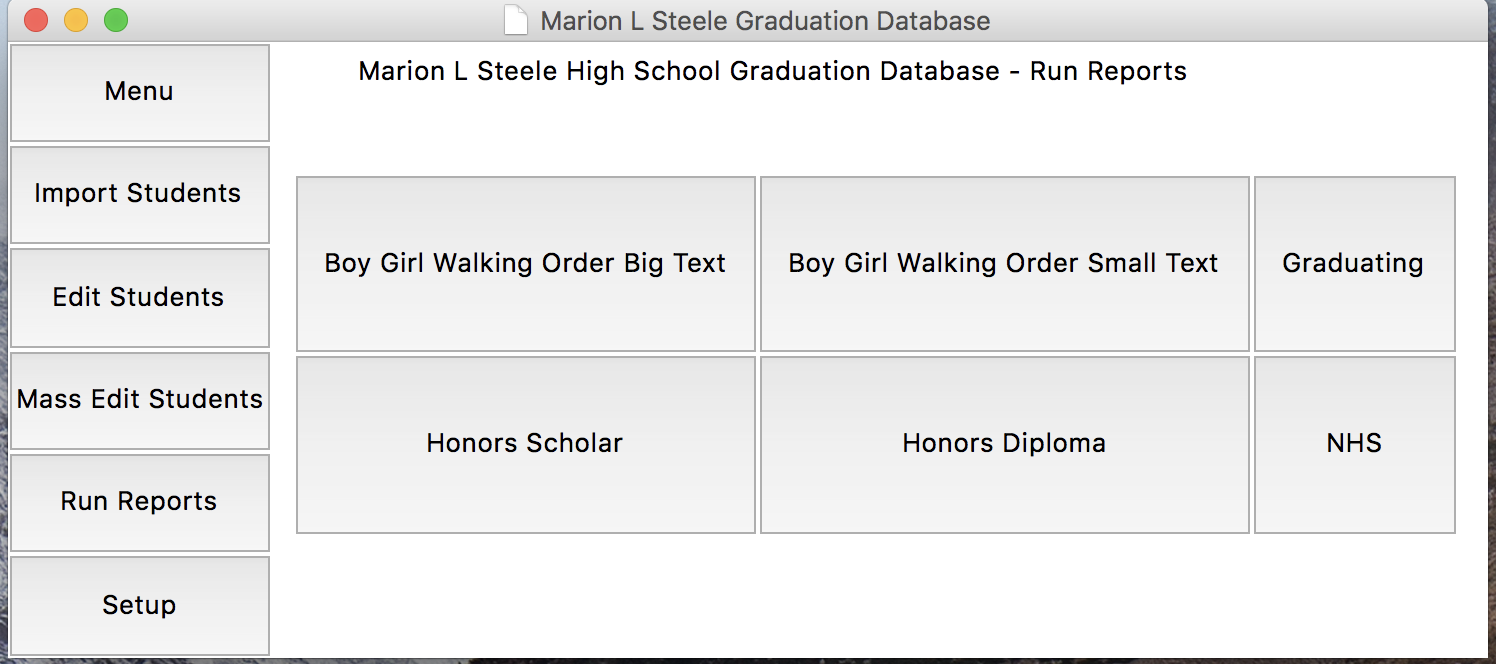 Marion L Steele Graduation Database
Marion L Steele High School Graduation Database - Run Reports
Menu
Import Students
Edit Students
Mass Edit Students
Run Reports
Setup
Boy Girl Walking Order Big Text
Boy Girl Walking Order Small Text
Graduating
Honors Scholar
Honors Diploma
NHS